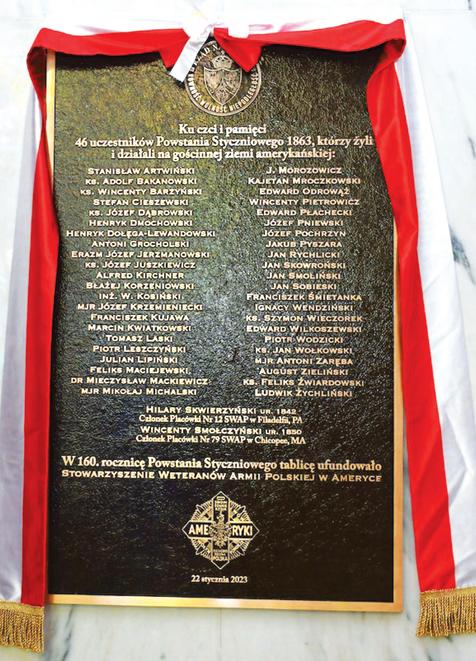 WOLNOŚĆ
Ku czci i pamięci
46 uczestników Powstania Styczniowego 1863, którzy żyli
i działali na gościnnej ziemi amerykańskiej:
STANISŁAW ARTWIŃSKI
KS. ADOLF BAKANOWSKI
KS. WINCENTY BARZYŃSKI
STEFAN CIESZEWSKI
KS. JÓZEF DĄBROWSKI
HENRYK DMOCHOWSKI
HENRYK DOŁĘGA-LEWANDOWSKI
ANTONI GROCHOLSKI
ERAZM JÓZEF JERZMANOWSKI
KS. JÓZEF JUSZKIEWICZ
ALFRED KIRCHNER
BŁAŻEJ KORZENIOWSKI
INŻ. W. KOSIŃSKI
MJR JÓZEF KRZEMIENIECKI
FRANCISZEK KUJAWA
MARCIN KWIATKOWSKI
TOMASZ LASKI
PIOTR LESZCZYŃSKI
JULIAN LIPIŃSKI
FELIKS MACIEJEWSKI
DR MIECZYSŁAW MACKIEWICZ
MJR MIKOŁAJ MICHALSKI
J. MOROZOWICZ
KAJETAN MROCZKOWSKI
EDWARD ODROWĄŻ
WINCENTY PIETROWICZ
EDWARD PŁACHECKI
JÓZEF PNIEWSKI
JÓZEF POCHRZYN
JAKUB PYSZARA
JAN RYCHLICKI
JAN SKOWROŃSKI
JAN SMOLIŃSKI
JAN SOBIESKI
FRANCISZEK ŚMIETANKA
IGNACY WENDZIŃSKI
KS. SZYMON WIECZOREK
EDWARD WILKOSZEWSKI
PIOTR WODZICKI
KS. JAN WOŁKOWSKI
MJR ANTONI ZARĘBA
AUGUST ZIELIŃSKI
KS. FELIKS ŻWIARDOWSKI
LUDWIK ŻYCHLIŃSKI
HILARY SKWIERZYŃSKI UR. 1842
Członek Placówki Nr 12 SWAP w Filadelfii, PA
WINCENTY SMOŁCZYŃSKI UR. 1850
Członek Placówki Nr 79 SWAP w Chicopee, MA
W 160. rocznicę Powstania Styczniowego tablicę ufundowało
STOWARZYSZENIE WETERANÓW ARMII POLSKIEJ W AMERYCE
AMERYKI
22 stycznia 2023